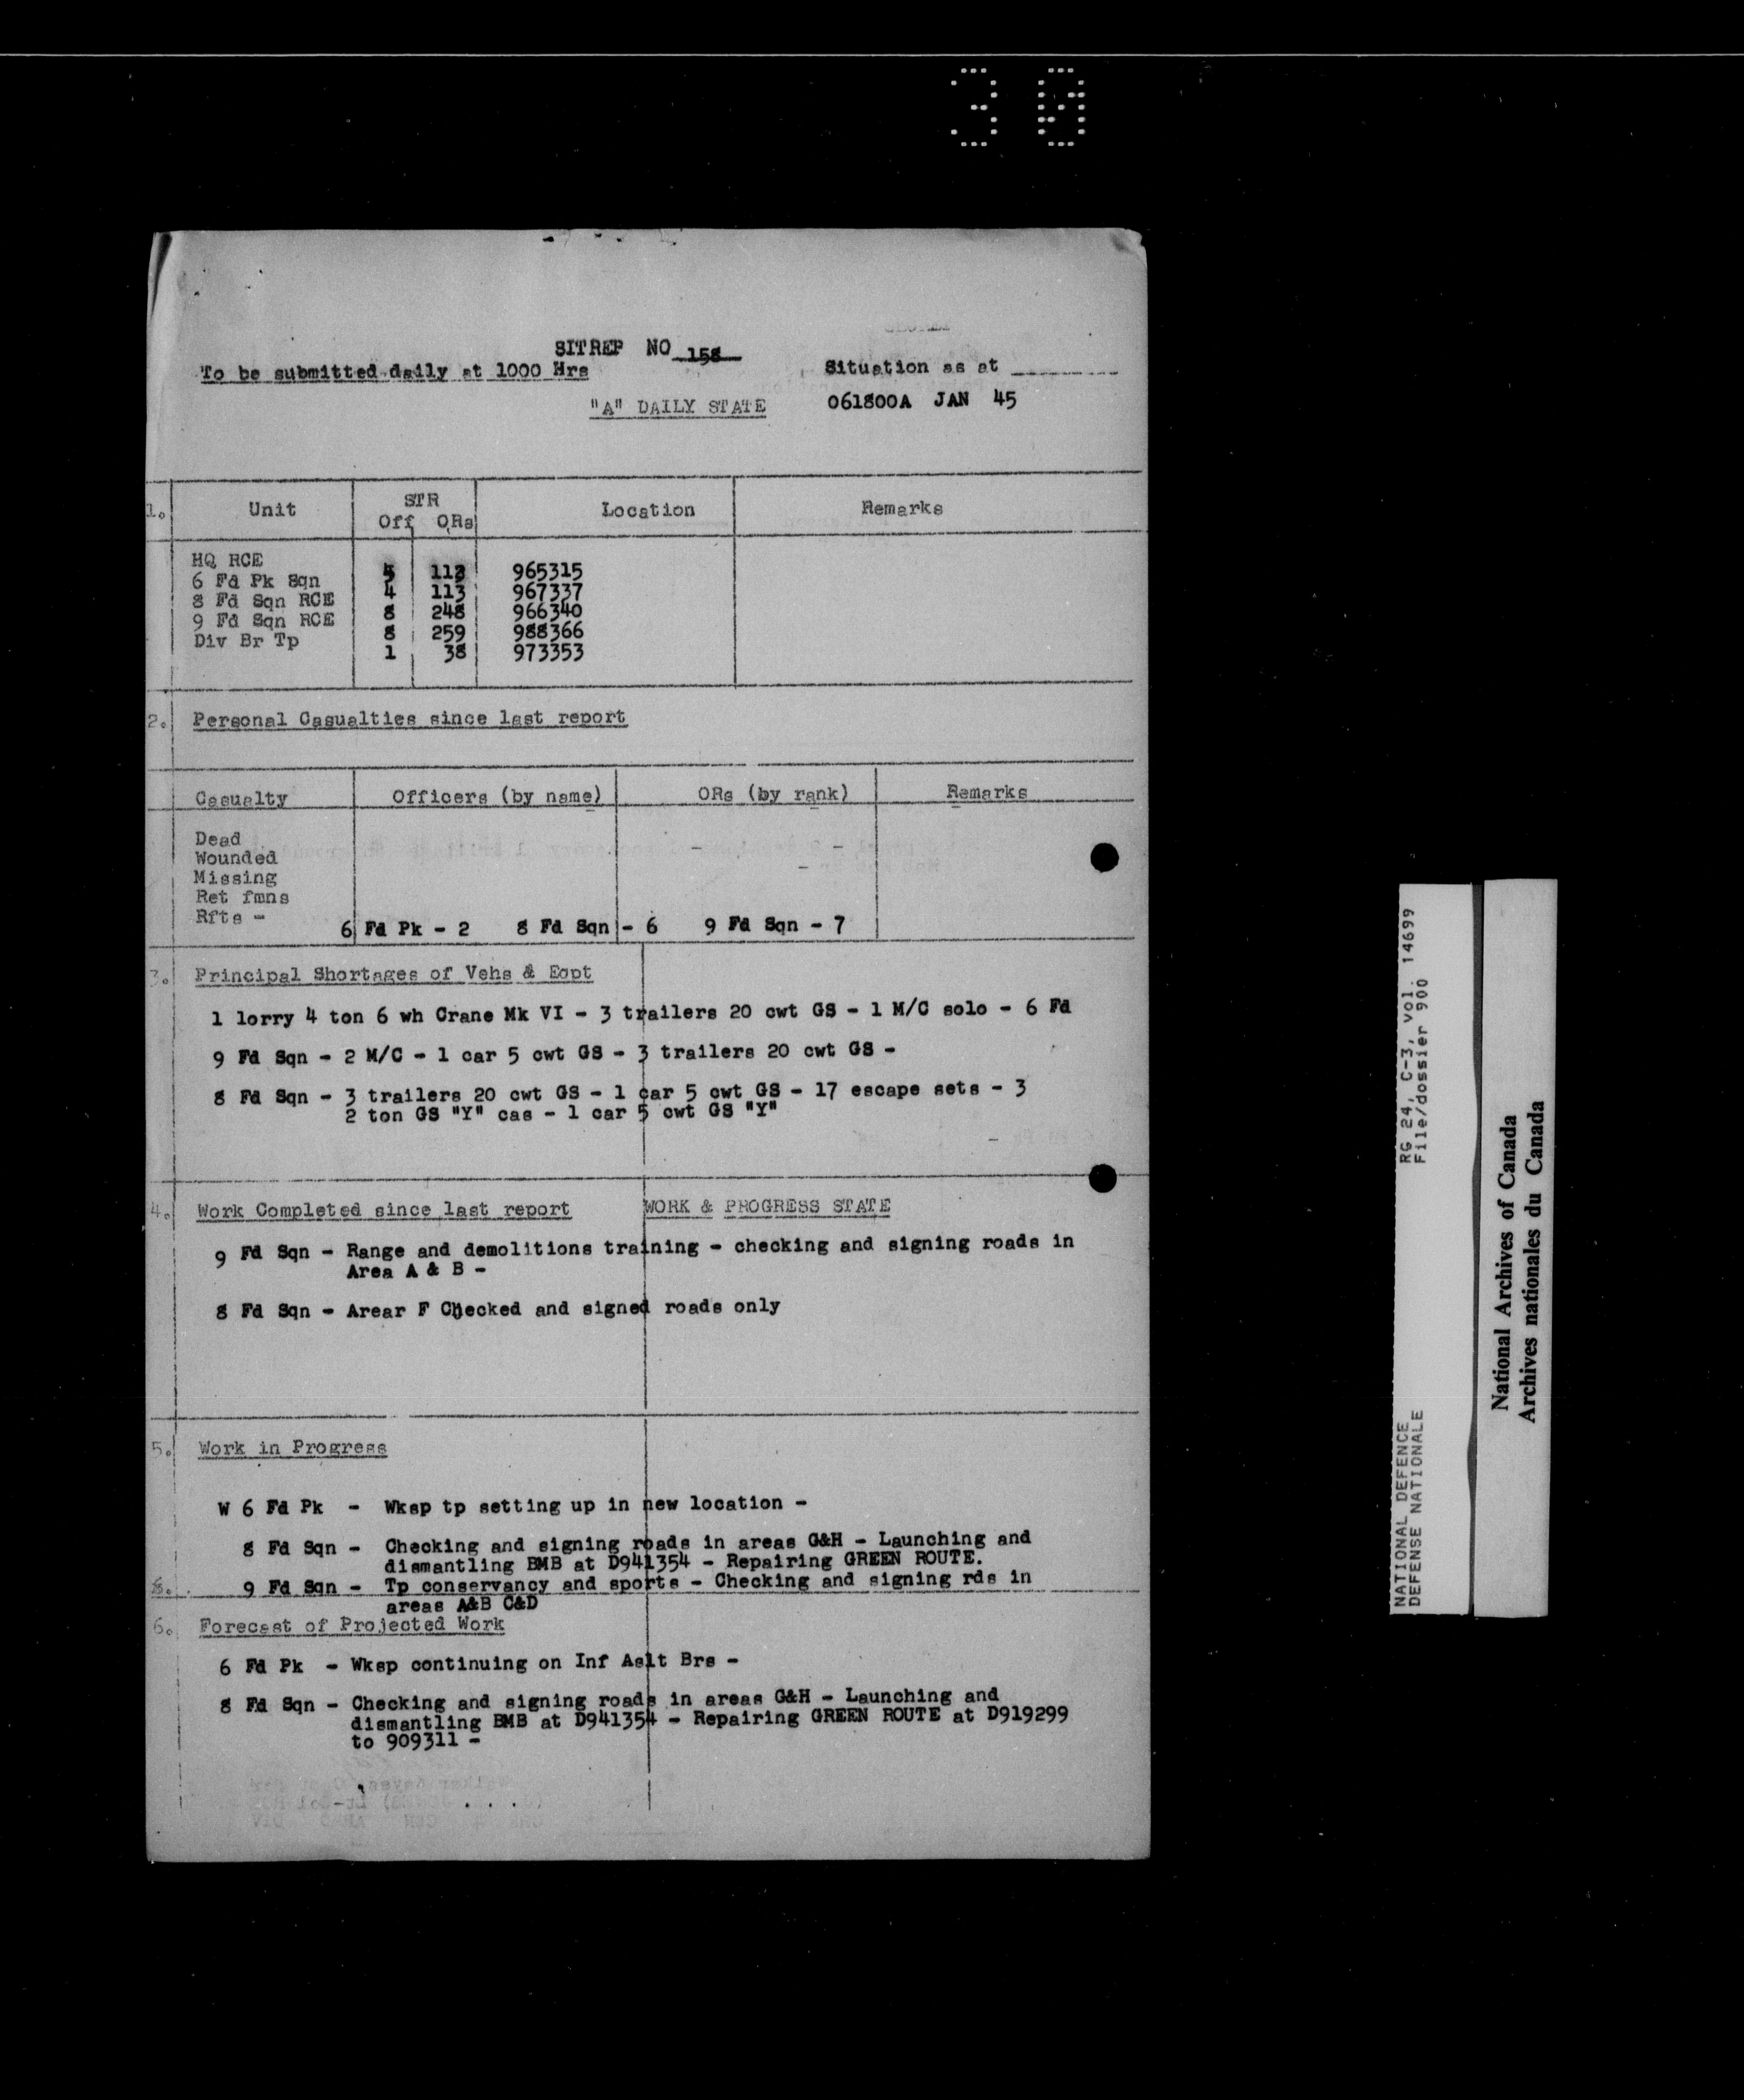 30
SITREP NO 158
To be submitted daily at 1000 Hrs
Situation as at
"A" DAILY STATE
061800A JAN 45
1. Unit STR Location Remarks
Off ORs
HQ RCE 5 113 965315
6 Fd Pk Sqn 4 113 967337
8 Fd Sqn RCE 8 248 966340
9 Fd Sqn RCE 8 259 988366
Div Br Tp 1 38 973353
2. Personal Casualties since last report
Casualty Officers (by name) ORs (by rank) Remarks
Dead
Wounded
Missing
Ret fmns
Rfts -
6 Fd Pk - 2 8 Fd Sqn - 6 9 Fd Sqn - 7
3. Principal Shortages of Vehs & Eqpt
1 lorry 4 ton 6 wh Crane Mk VI - 3 trailers 20 cwt GS - 1 M/C solo - 6 Fd
9 Fd Sqn - 2 M/C - 1 car 5 cwt GS - 3 trailers 20 cwt GS -
8 Fd Sqn - 3 trailers 20 cwt GS - 1 car 5 cwt GS - 17 escape sets - 3
2 ton GS "Y" cas - 1 car 5 cwt GS "Y"
4. Work Completed since last report WORK & PROGRESS STATE
9 Fd Sqn - Range and demolitions training - checking and signing roads in
Area A & B -
8 Fd Sqn - Arear F Checked and signed roads only
5. Work in Progress
W 6 Fd Pk - Wksp tp setting up in new location -
8 Fd Sqn - Checking and signing roads in areas G&H - Launching and
dismantling BMB at D941354 - Repairing GREEN ROUTE.
9 Fd Sqn - Tp conservancy and sports - Checking and signing rds in
areas A&B C&D
6. Forecast of Projected Work
6 Fd Pk - Wksp continuing on Inf Aslt Brs -
8 Fd Sqn - Checking and signing roads in areas G&H - Launching and
dismantling BMB at D941354 - Repairing GREEN ROUTE at D919299
to 909311 -
NATIONAL DEFENCE RG 24, C-3, vol. 14699
DEFENSE NATIONALE File/dossier 900
National Archives of Canada
Archives nationales du Canada